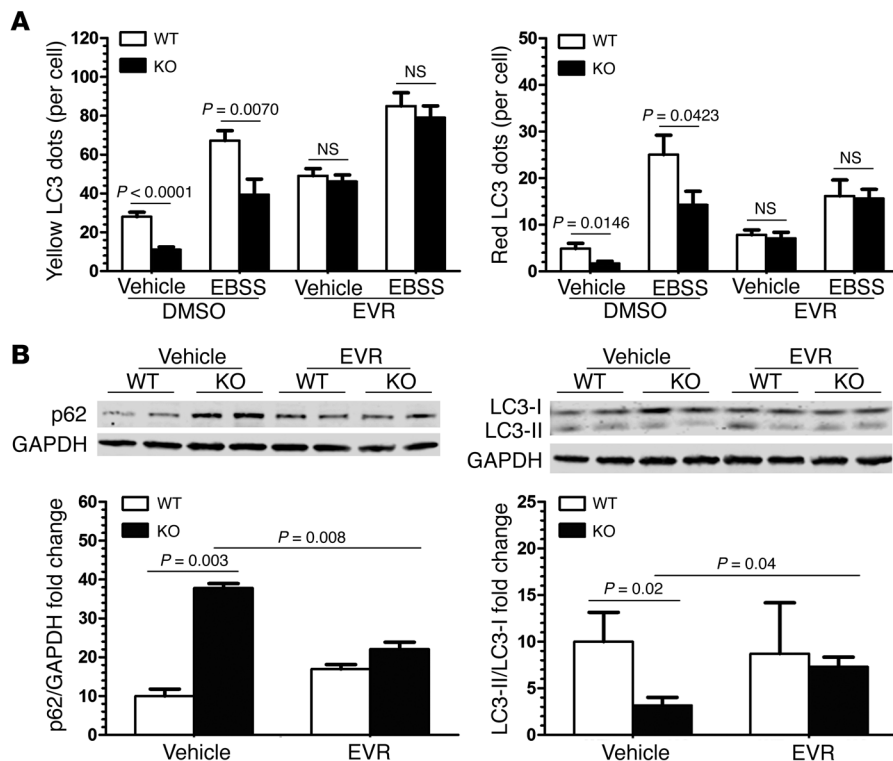 A
Yellow LC3 dots (per cell)
120
100
80
60
40
20
0
WT
KO
P < 0.0001
P = 0.0070
NS
NS
Vehicle EBSS Vehicle EBSS
DMSO EVR
Red LC3 dots (per cell)
50
40
30
20
10
0
WT
KO
P = 0.0146
P = 0.0423
NS
NS
Vehicle EBSS Vehicle EBSS
DMSO EVR
B
Vehicle EVR
WT KO WT KO
p62
GAPDH
Vehicle EVR
WT KO WT KO
LC3-I
LC3-II
GAPDH
p62/GAPDH fold change
60
50
40
30
20
10
0
WT
KO
P = 0.008
P = 0.003
Vehicle EVR
LC3-II/LC3-I fold change
25
20
15
10
5
0
WT
KO
P = 0.04
P = 0.02
Vehicle EVR